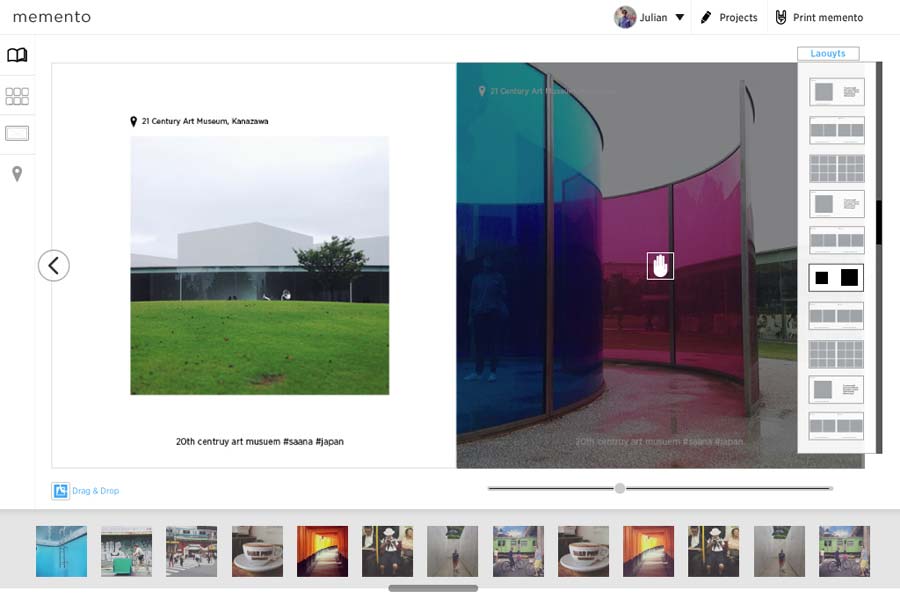 memento
Julian
Projects
Print memento
Laouyts
21 Century Art Museum, Kanazawa
21 Century Art Museum
20th centruy art musuem #saana #japan
20th centruy art musuem #saana #japan
Drag & Drop